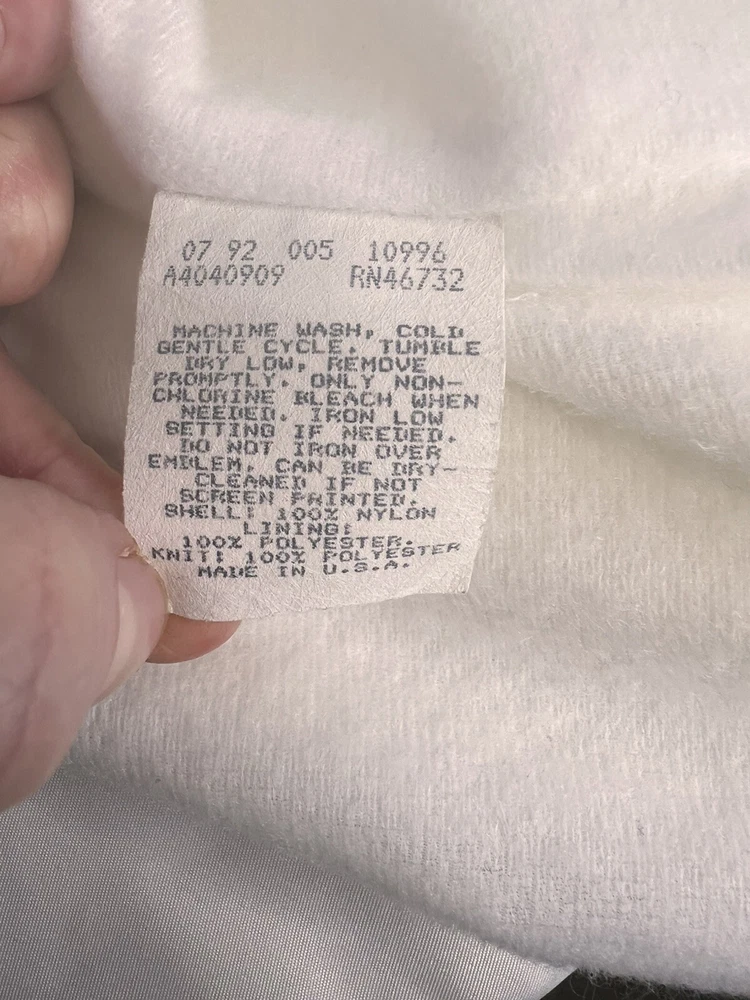 07 92 005 10996
A4040909 RN46732
MACHINE WASH, COLD
GENTLE CYCLE. TUMBLE
DRY LOW, REMOVE
PROMPTLY. ONLY NON-
CHLORINE BLEACH WHEN
NEEDED. IRON LOW
SETTING IF NEEDED.
DO NOT IRON OVER
EMBLEM. CAN BE DRY-
CLEANED IF NOT
SCREEN PRINTED.
SHELL: 100% NYLON
LINING:
100% POLYESTER.
KNIT: 100% POLYESTER
MADE IN U.S.A.